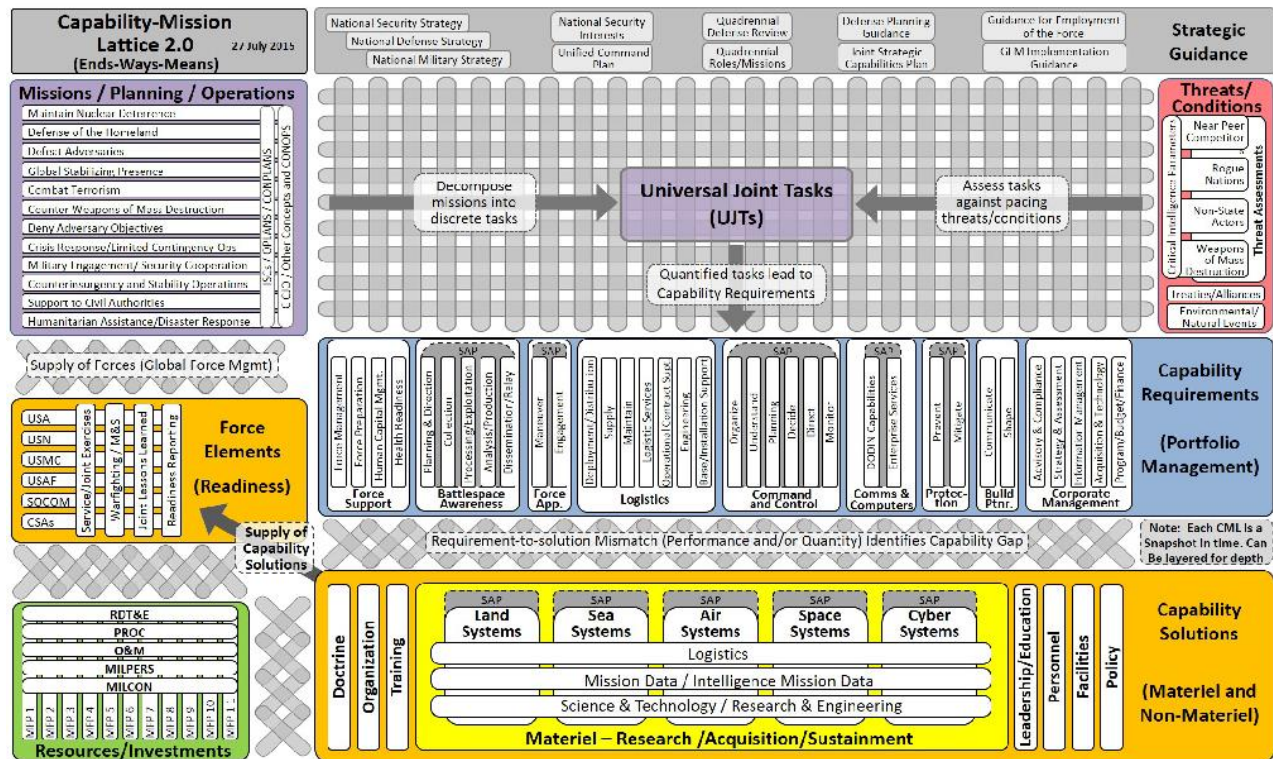 Capability-Mission
Lattice 2.0
27 July 2015
(Ends-Ways-Means)
National Security Strategy
National Defense Strategy
National Military Strategy
National Security
Interests
Unified Command
Plan
Quadrennial
Defense Review
Quadrennial
Roles/Missions
Defense Planning
Guidance
Joint Strategic
Capabilities Plan
Guidance for Employment
of the Force
GFM Implementation
Guidance
Strategic
Guidance
Missions / Planning / Operations
Maintain Nuclear Deterrence
Defense of the Homeland
Defeat Adversaries
Global Stabilizing Presence
Combat Terrorism
Counter Weapons of Mass Destruction
Deny Adversary Objectives
Crisis Response/Limited Contingency Ops
Military Engagement/ Security Cooperation
Counterinsurgency and Stability Operations
Support to Civil Authorities
Humanitarian Assistance/Disaster Response
ISCs / OPLANS / CONPLANS
CCJO / Other Concepts and CONOPS
Decompose
missions into
discrete tasks
Universal Joint Tasks
(UJTs)
Assess tasks
against pacing
threats/conditions
Quantified tasks lead to
Capability Requirements
Threats/
Conditions
Critical Intelligence Parameters
Near Peer
Competitor
Rogue
Nations
Non-State
Actors
Weapons
of Mass
Destruction
Threat Assessments
Treaties/Alliances
Environmental/
Natural Events
Supply of Forces (Global Force Mgmt)
USA
USN
USMC
USAF
SOCOM
CSAs
Service/Joint Exercises
Warfighting / M&S
Joint Lessons Learned
Readiness Reporting
Force
Elements
(Readiness)
Force Management
Force Preparation
Human Capital Mgmt.
Health Readiness
Force
Support
SAP
Planning & Direction
Collection
Processing/Exploitation
Analysis/Production
Dissemination/Relay
Battlespace
Awareness
SAP
Maneuver
Engagement
Force
App.
Deployment/Distribution
Supply
Maintain
Logistic Services
Operational Contract Supt.
Engineering
Base/Installation Support
Logistics
SAP
Organize
Understand
Planning
Decide
Direct
Monitor
Command
and Control
SAP
DODIN Capabilities
Enterprise Services
Comms &
Computers
SAP
Prevent
Mitigate
Protec-
tion
Communicate
Shape
Build
Ptnr.
Advisory & Compliance
Strategy & Assessment
Information Management
Acquisition & Technology
Program/Budget/Finance
Corporate
Management
Capability
Requirements
(Portfolio
Management)
Supply of
Capability
Solutions
Requirement-to-solution Mismatch (Performance and/or Quantity) Identifies Capability Gap
Note: Each CML is a
Snapshot in time. Can
Be layered for depth
RDT&E
PROC
O&M
MILPERS
MILCON
MFP 1
MFP 2
MFP 3
MFP 4
MFP 5
MFP 6
MFP 7
MFP 8
MFP 9
MFP 10
MFP 11
Resources/Investments
Doctrine
Organization
Training
SAP
Land
Systems
SAP
Sea
Systems
SAP
Air
Systems
SAP
Space
Systems
SAP
Cyber
Systems
Logistics
Mission Data / Intelligence Mission Data
Science & Technology / Research & Engineering
Materiel – Research /Acquisition/Sustainment
Leadership/Education
Personnel
Facilities
Policy
Capability
Solutions
(Materiel and
Non-Materiel)